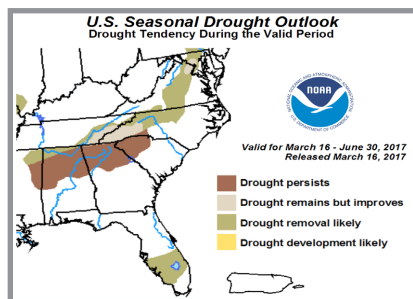 U.S. Seasonal Drought Outlook
Drought Tendency During the Valid Period
NOAA
Valid for March 16 - June 30, 2017
Released March 16, 2017
Drought persists
Drought remains but improves
Drought removal likely
Drought development likely